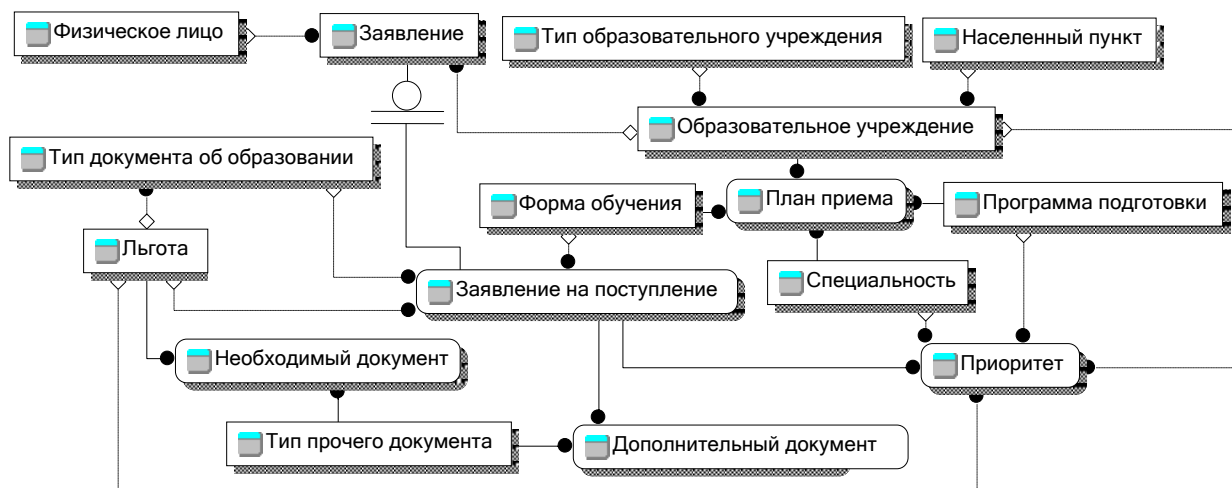 Физическое лицо
Заявление
Тип образовательного учреждения
Населенный пункт
Образовательное учреждение
Тип документа об образовании
Форма обучения
План приема
Программа подготовки
Льгота
Заявление на поступление
Специальность
Необходимый документ
Приоритет
Тип прочего документа
Дополнительный документ